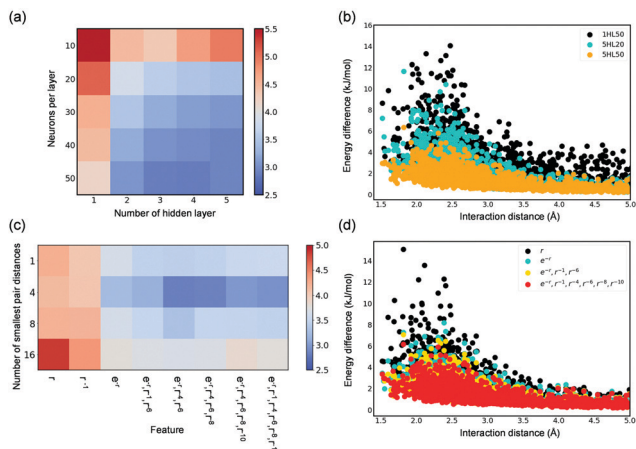 (a)
Neurons per layer
10
20
30
40
50
1 2 3 4 5
Number of hidden layer
5.5
5.0
4.5
4.0
3.5
3.0
2.5
(b)
Energy difference (kJ/mol)
16
14
12
10
8
6
4
2
0
1.5 2.0 2.5 3.0 3.5 4.0 4.5 5.0
Interaction distance (Å)
1HL50
5HL20
5HL50
(c)
Number of smallest pair distances
1
4
8
16
r
r⁻¹
Feature
5.0
4.5
4.0
3.5
3.0
2.5
(d)
Energy difference (kJ/mol)
16
14
12
10
8
6
4
2
0
1.5 2.0 2.5 3.0 3.5 4.0 4.5 5.0
Interaction distance (Å)
r
e⁻ʳ
e⁻ʳ, r⁻¹, r⁻⁶
e⁻ʳ, r⁻¹, r⁻⁴, r⁻⁶, r⁻⁸, r⁻¹⁰